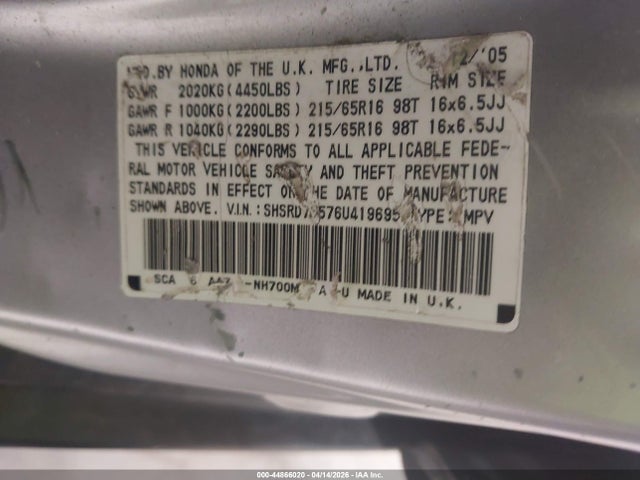 BY HONDA OF THE U.K. MFG.,LTD. 12/'05
GVWR 2020KG(4450LBS) TIRE SIZE RIM SIZE
GAWR F 1000KG(2200LBS) 215/65R16 98T 16x6.5JJ
GAWR R 1040KG(2290LBS) 215/65R16 98T 16x6.5JJ
THIS VEHICLE CONFORMS TO ALL APPLICABLE FEDE-
RAL MOTOR VEHICLE SAFETY AND THEFT PREVENTION
STANDARDS IN EFFECT ON THE DATE OF MANUFACTURE
SHOWN ABOVE. V.I.N.: TYPE: MPV
SCA 6 -NH700M U MADE IN U.K.
000-44866020 04/14/2026 IAA Inc.